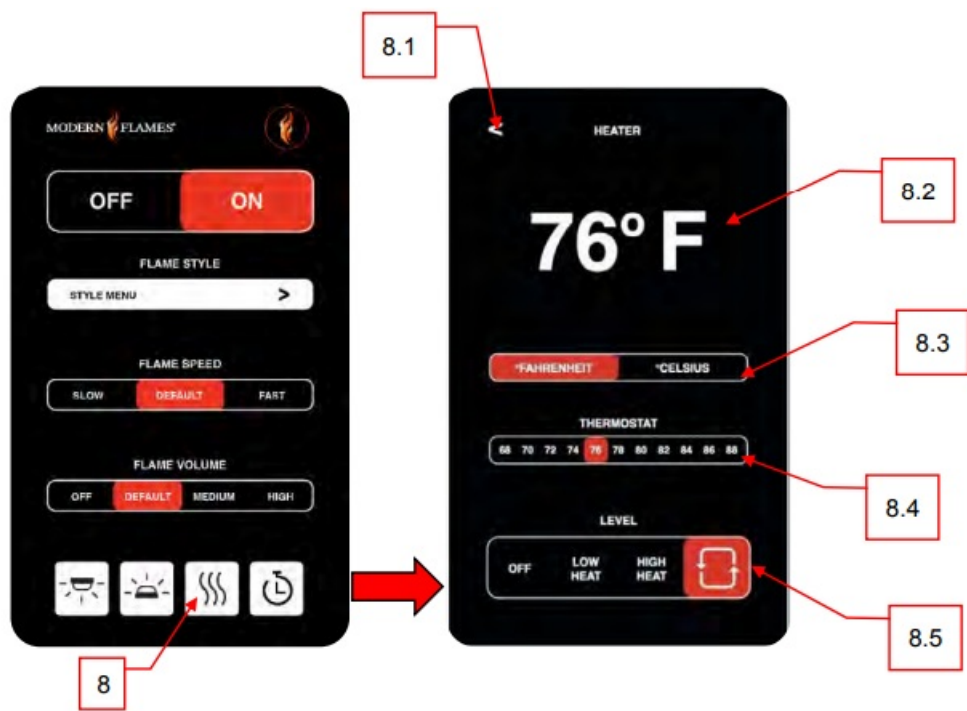 8.1
MODERN FLAMES
OFF ON
FLAME STYLE
STYLE MENU >
FLAME SPEED
SLOW DEFAULT FAST
FLAME VOLUME
OFF DEFAULT MEDIUM HIGH
8
< HEATER
76° F
8.2
°FAHRENHEIT °CELSIUS
8.3
THERMOSTAT
68 70 72 74 76 78 80 82 84 86 88
8.4
LEVEL
OFF LOW HEAT HIGH HEAT
8.5